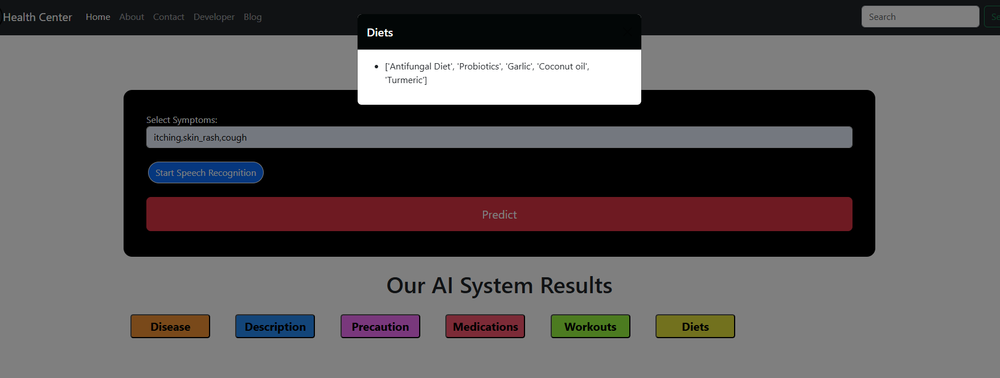 Health Center Home About Contact Developer Blog Search
Diets
['Antifungal Diet', 'Probiotics', 'Garlic', 'Coconut oil',
'Turmeric']
Select Symptoms:
itching,skin_rash,cough
Start Speech Recognition
Predict
Our AI System Results
Disease Description Precaution Medications Workouts Diets